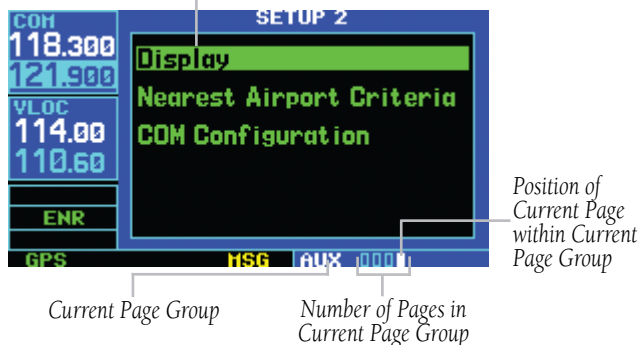 COM
118.300
121.900
VLOC
114.00
110.60
ENR
GPS
SETUP 2
Display
Nearest Airport Criteria
COM Configuration
MSG
AUX
Position of
Current Page
within Current
Page Group
Current Page Group
Number of Pages in
Current Page Group